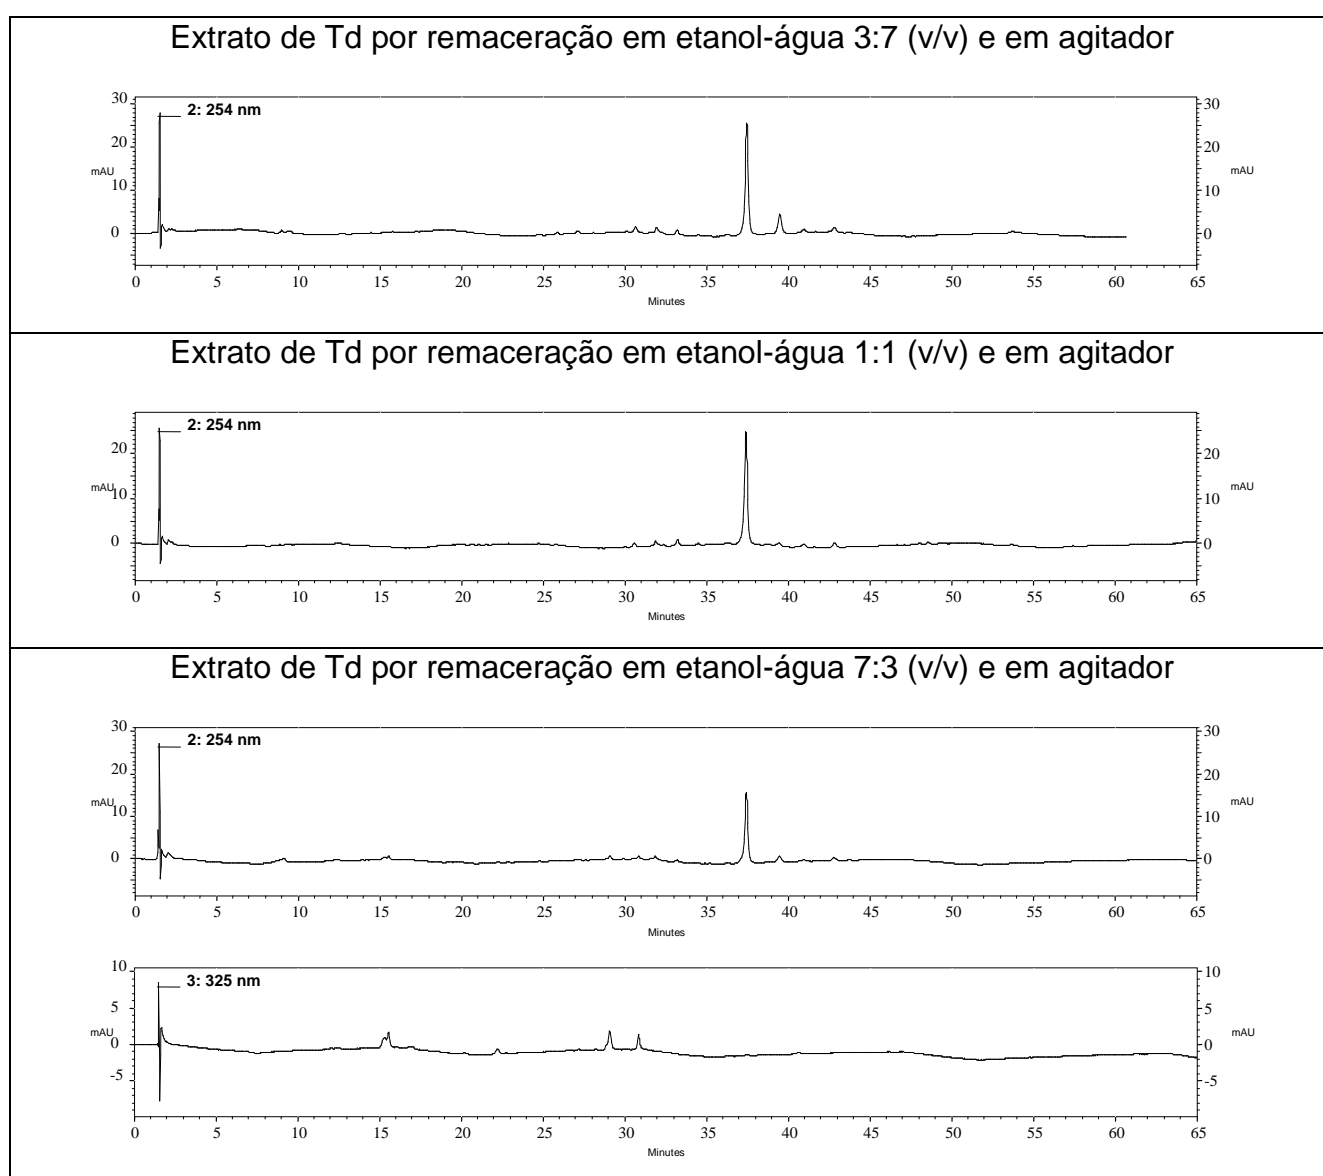 Extrato de Td por remaceração em etanol-água 3:7 (v/v) e em agitador
2: 254 nm
30 20 10 0
mAU
30 20 10 0
mAU
0 5 10 15 20 25 30 35 40 45 50 55 60 65
Minutes
Extrato de Td por remaceração em etanol-água 1:1 (v/v) e em agitador
2: 254 nm
20 10 0
mAU
20 10 0
mAU
0 5 10 15 20 25 30 35 40 45 50 55 60 65
Minutes
Extrato de Td por remaceração em etanol-água 7:3 (v/v) e em agitador
2: 254 nm
30 20 10 0
mAU
30 20 10 0
mAU
0 5 10 15 20 25 30 35 40 45 50 55 60 65
Minutes
3: 325 nm
10 5 0 -5
mAU
10 5 0 -5
mAU
0 5 10 15 20 25 30 35 40 45 50 55 60 65
Minutes